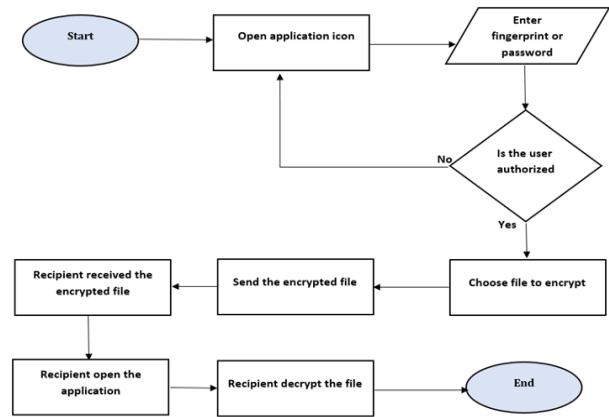 Start
Open application icon
Enter
fingerprint or
password
Is the user
authorized
No
Yes
Choose file to encrypt
Send the encrypted file
Recipient received the
encrypted file
Recipient open the
application
Recipient decrypt the file
End